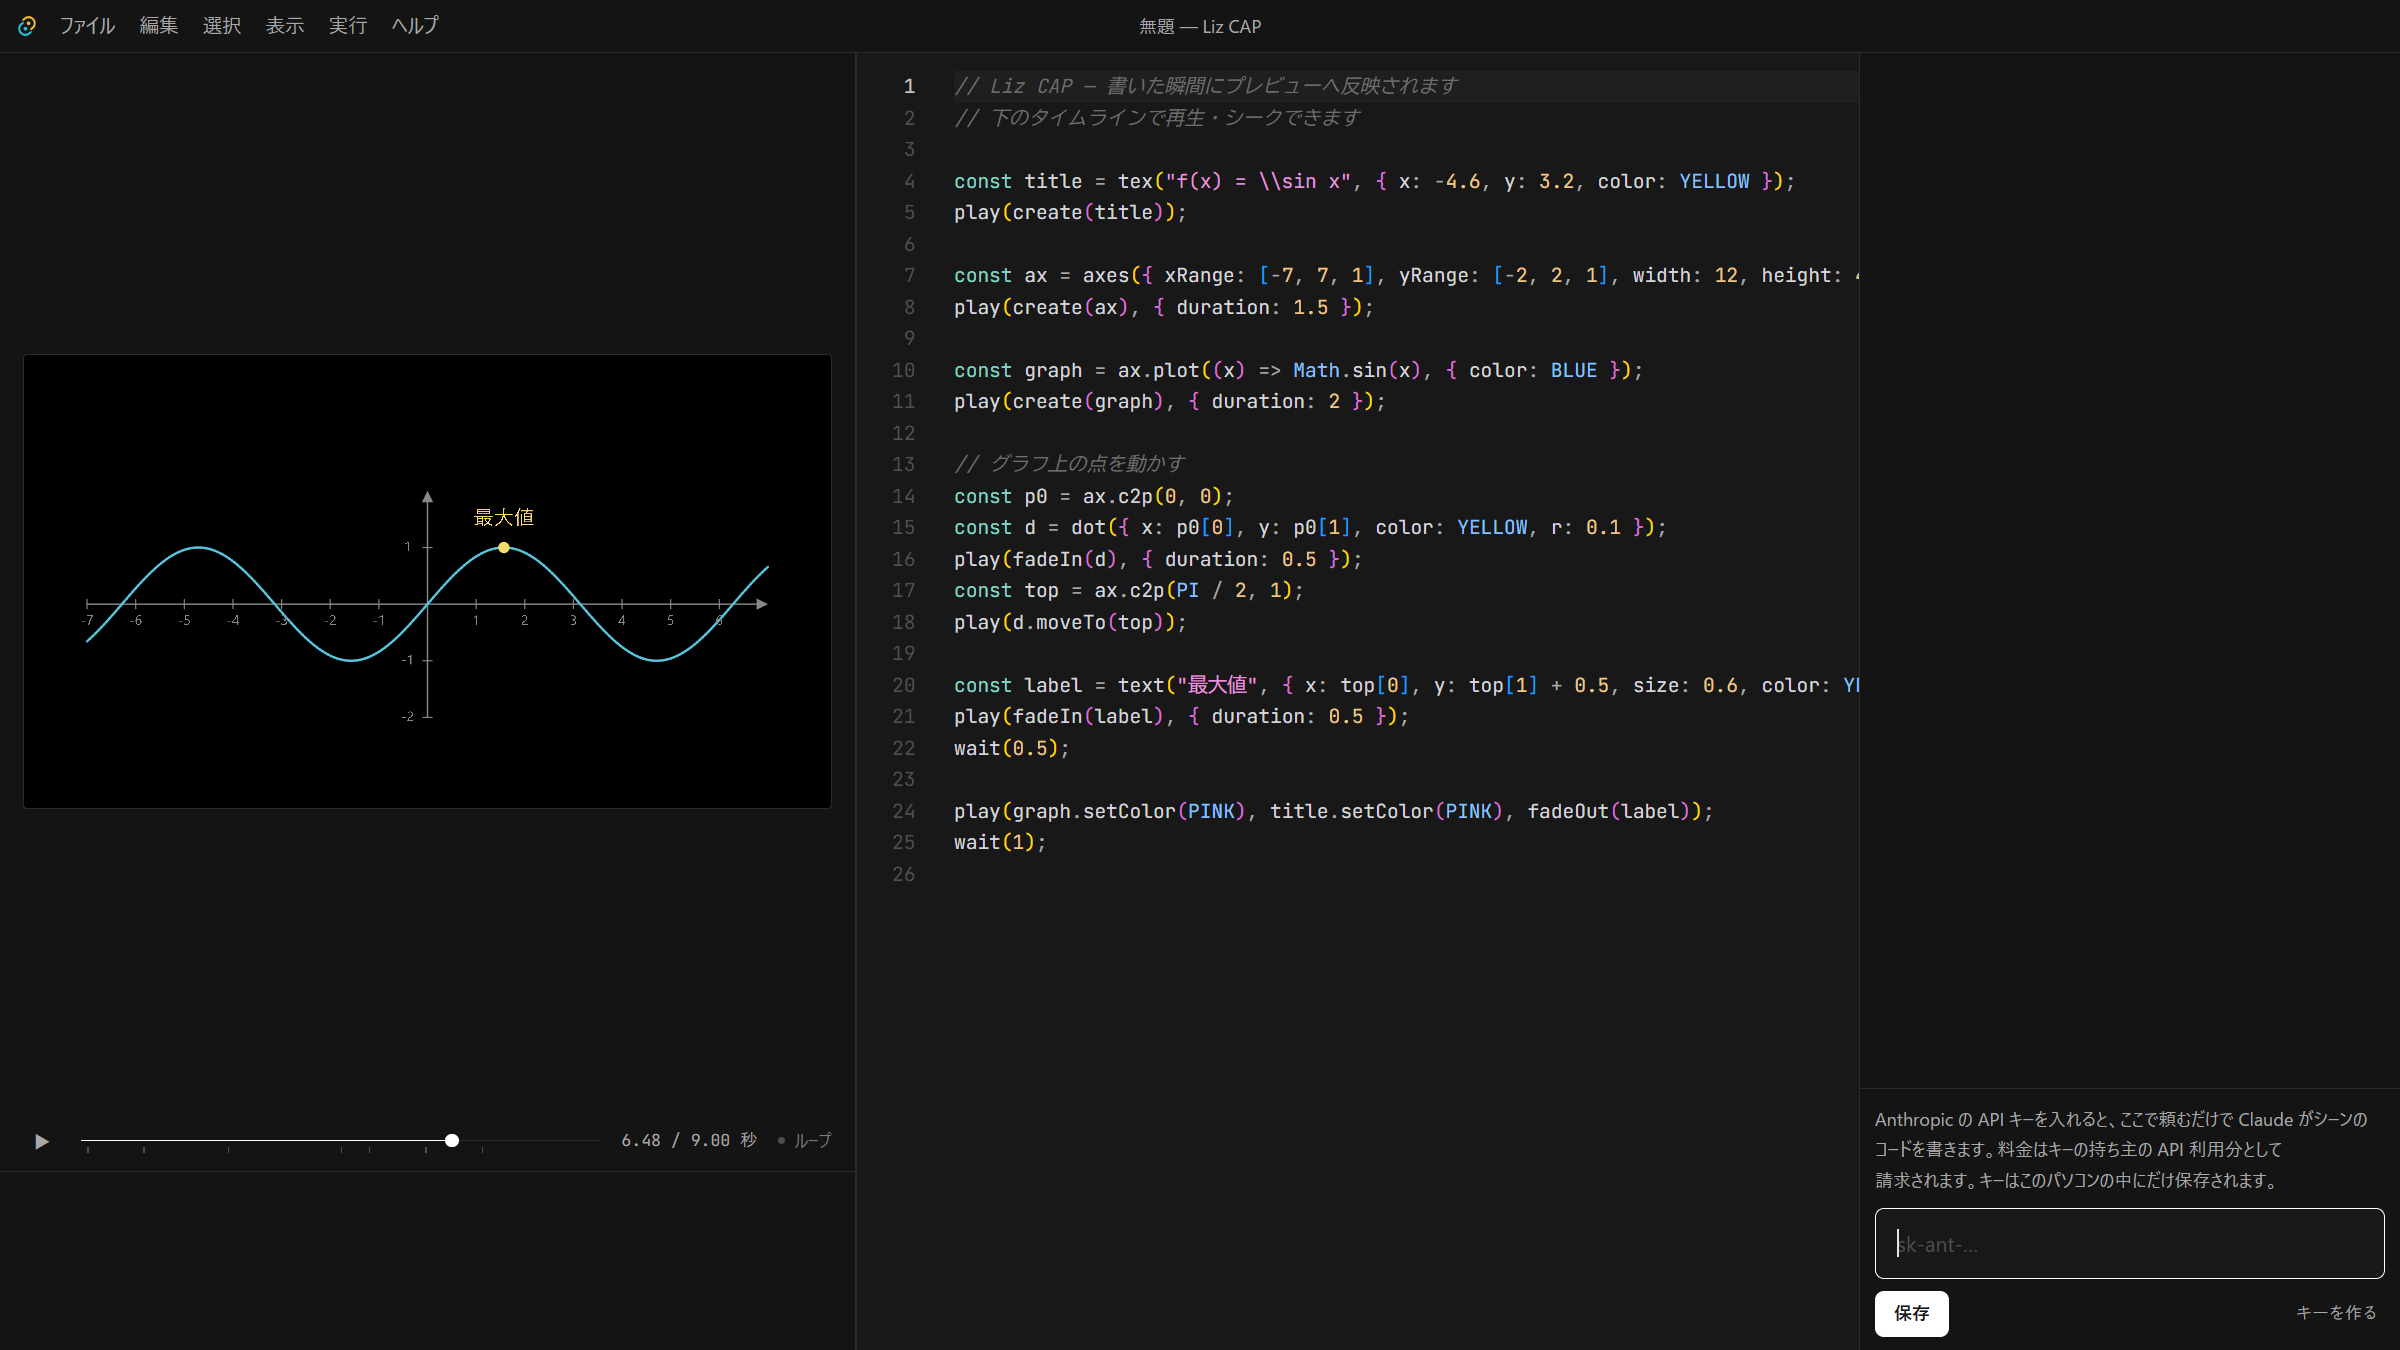 ファイル 編集 選択 表示 実行 ヘルプ
無題 — Liz CAP
最大値
1
-7 -6 -5 -4 -3 -2 -1 1 2 3 4 5 6
-1
-2
6.48 / 9.00 秒 ループ
1 // Liz CAP — 書いた瞬間にプレビューへ反映されます
2 // 下のタイムラインで再生・シークできます
3
4 const title = tex("f(x) = \\sin x", { x: -4.6, y: 3.2, color: YELLOW });
5 play(create(title));
6
7 const ax = axes({ xRange: [-7, 7, 1], yRange: [-2, 2, 1], width: 12, height:
8 play(create(ax), { duration: 1.5 });
9
10 const graph = ax.plot((x) => Math.sin(x), { color: BLUE });
11 play(create(graph), { duration: 2 });
12
13 // グラフ上の点を動かす
14 const p0 = ax.c2p(0, 0);
15 const d = dot({ x: p0[0], y: p0[1], color: YELLOW, r: 0.1 });
16 play(fadeIn(d), { duration: 0.5 });
17 const top = ax.c2p(PI / 2, 1);
18 play(d.moveTo(top));
19
20 const label = text("最大値", { x: top[0], y: top[1] + 0.5, size: 0.6, color:
21 play(fadeIn(label), { duration: 0.5 });
22 wait(0.5);
23
24 play(graph.setColor(PINK), title.setColor(PINK), fadeOut(label));
25 wait(1);
26
Anthropic の API キーを入れると、ここで頼むだけで Claude がシーンの
コードを書きます。料金はキーの持ち主の API 利用分として
請求されます。キーはこのパソコンの中にだけ保存されます。
sk-ant-...
保存 キーを作る